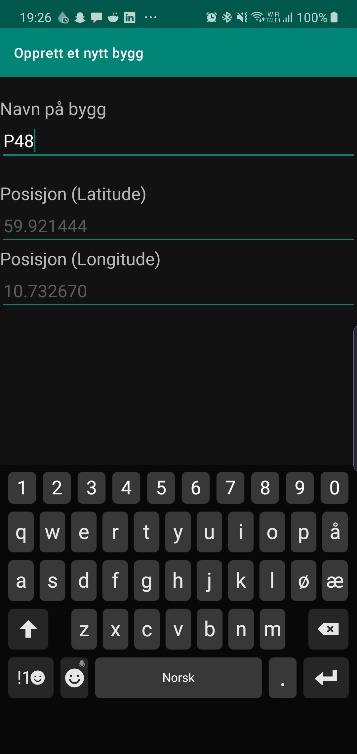 19:26 100%
Opprett et nytt bygg
Navn på bygg
P48
Posisjon (Latitude)
59.921444
Posisjon (Longitude)
10.732670
1 2 3 4 5 6 7 8 9 0
q w e r t y u i o p å
a s d f g h j k l ø æ
z x c v b n m
!1 Norsk .